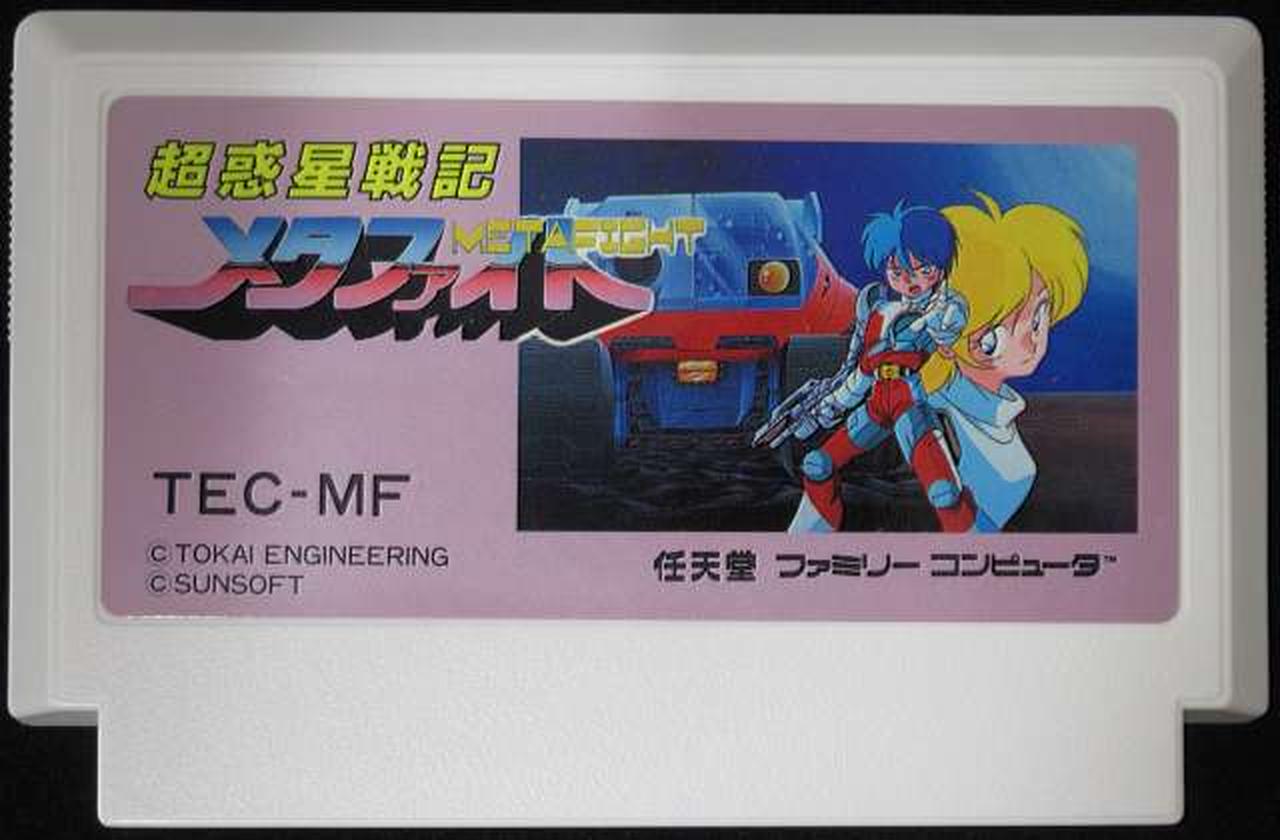 超惑星戦記
メタファイト METAFIGHT
TEC-MF
© TOKAI ENGINEERING
© SUNSOFT
任天堂 ファミリー コンピュータ™